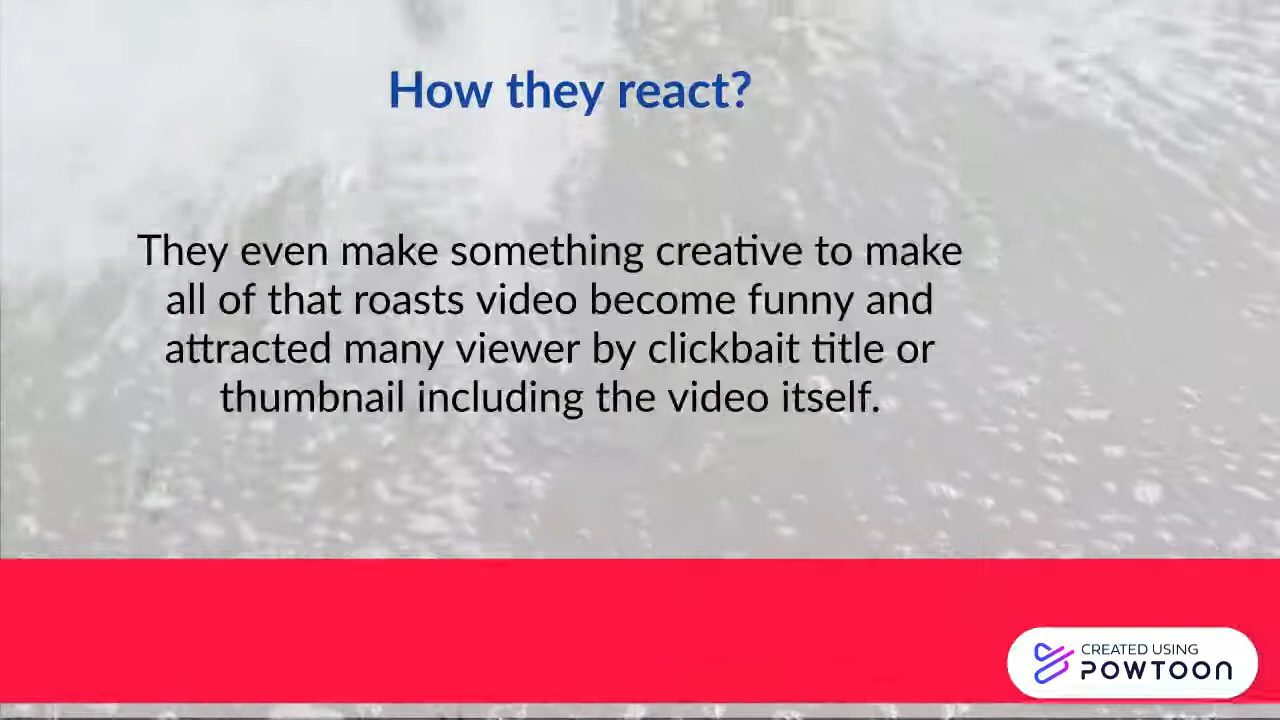 How they react?
They even make something creative to make
all of that roasts video become funny and
attracted many viewer by clickbait title or
thumbnail including the video itself.
CREATED USING
POWTOON